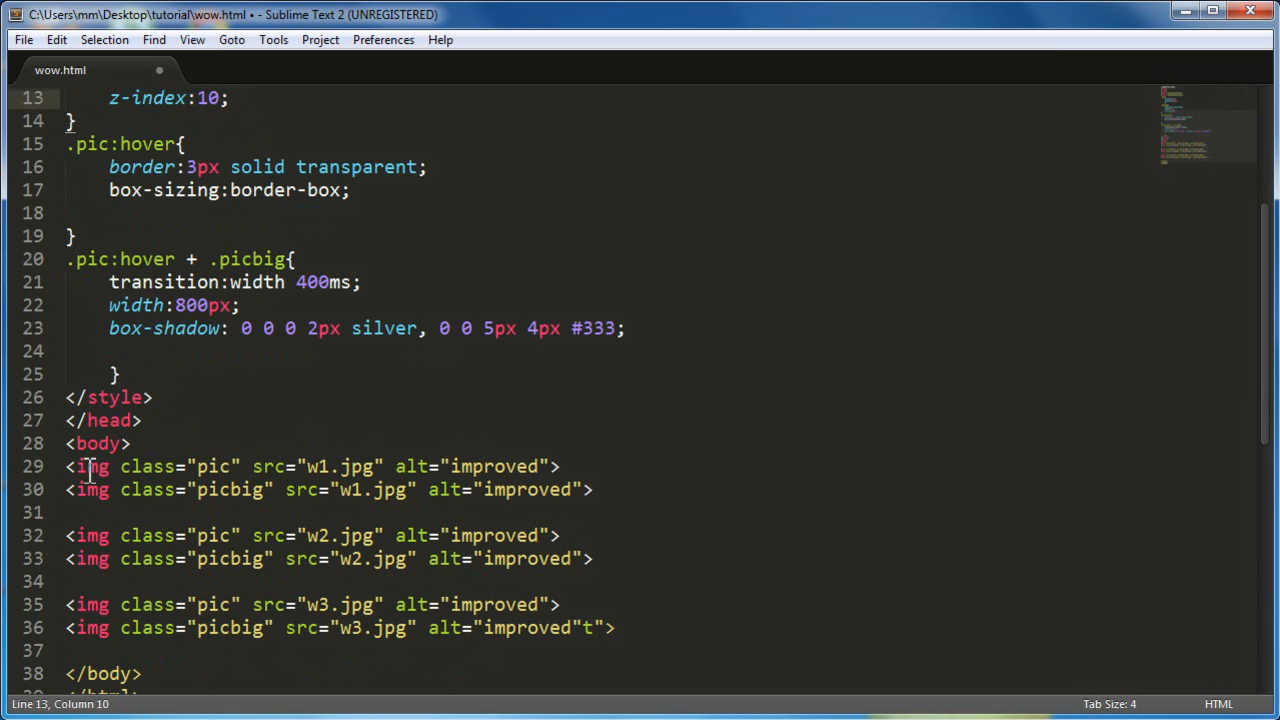 C:\Users\mm\Desktop\tutorial\wow.html • - Sublime Text 2 (UNREGISTERED)
File Edit Selection Find View Goto Tools Project Preferences Help
wow.html
13 z-index:10;
14 }
15 .pic:hover{
16 border:3px solid transparent;
17 box-sizing:border-box;
18
19 }
20 .pic:hover + .picbig{
21 transition:width 400ms;
22 width:800px;
23 box-shadow: 0 0 0 2px silver, 0 0 5px 4px #333;
24
25 }
26 </style>
27 </head>
28 <body>
29 <img class="pic" src="w1.jpg" alt="improved">
30 <img class="picbig" src="w1.jpg" alt="improved">
31
32 <img class="pic" src="w2.jpg" alt="improved">
33 <img class="picbig" src="w2.jpg" alt="improved">
34
35 <img class="pic" src="w3.jpg" alt="improved">
36 <img class="picbig" src="w3.jpg" alt="improved"t">
37
38 </body>
39 </html>
Line 13, Column 10 Tab Size: 4 HTML